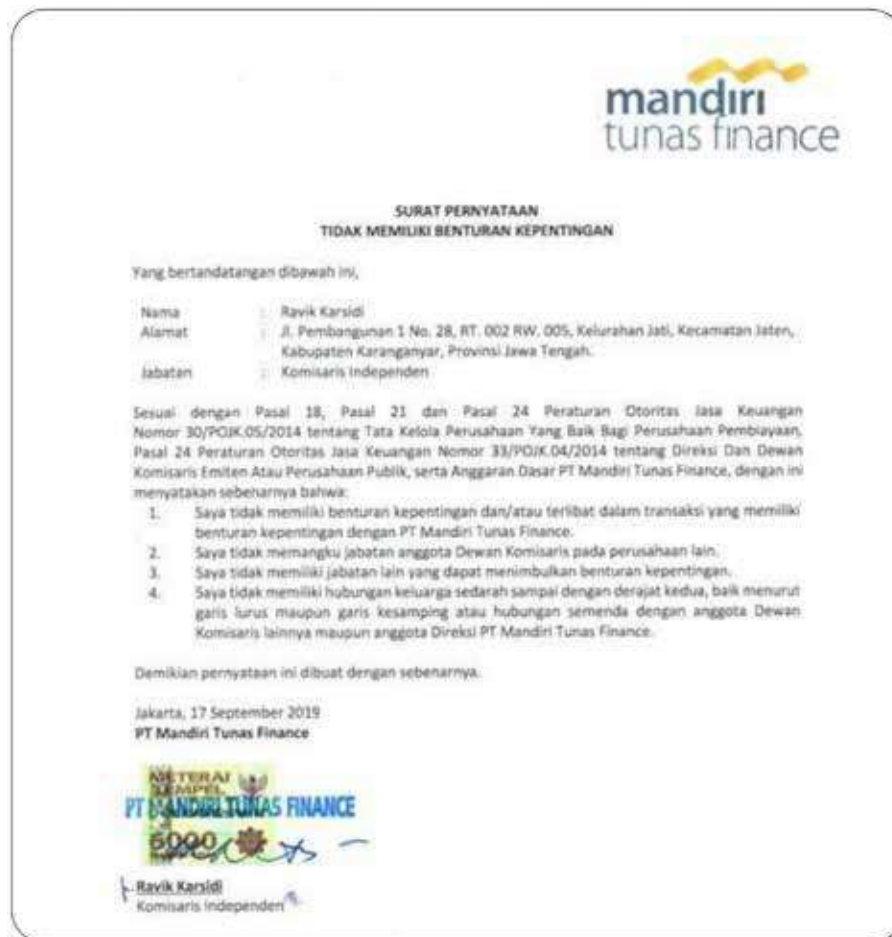 mandiri
tunas finance
SURAT PERNYATAAN
TIDAK MEMILIKI BENTURAN KEPENTINGAN
Yang bertandatangan dibawah ini,
Nama : Ravik Karsidi
Alamat : Jl. Pembangunan 1 No. 28, RT. 002 RW. 005, Kelurahan Jati, Kecamatan Jaten,
Kabupaten Karanganyar, Provinsi Jawa Tengah.
Jabatan : Komisaris Independen
Sesuai dengan Pasal 18, Pasal 21 dan Pasal 24 Peraturan Otoritas Jasa Keuangan
Nomor 30/POJK.05/2014 tentang Tata Kelola Perusahaan Yang Baik Bagi Perusahaan Pembiayaan,
Pasal 24 Peraturan Otoritas Jasa Keuangan Nomor 33/POJK.04/2014 tentang Direksi Dan Dewan
Komisaris Emiten Atau Perusahaan Publik, serta Anggaran Dasar PT Mandiri Tunas Finance, dengan ini
menyatakan sebenarnya bahwa:
1. Saya tidak memiliki benturan kepentingan dan/atau terlibat dalam transaksi yang memiliki
benturan kepentingan dengan PT Mandiri Tunas Finance.
2. Saya tidak memangku jabatan anggota Dewan Komisaris pada perusahaan lain.
3. Saya tidak memiliki jabatan lain yang dapat menimbulkan benturan kepentingan.
4. Saya tidak memiliki hubungan keluarga sedarah sampai dengan derajat kedua, baik menurut
garis lurus maupun garis kesamping atau hubungan semenda dengan anggota Dewan
Komisaris lainnya maupun anggota Direksi PT Mandiri Tunas Finance.
Demikian pernyataan ini dibuat dengan sebenarnya.
Jakarta, 17 September 2019
PT Mandiri Tunas Finance
METERAI
TEMPEL
PT MANDIRI TUNAS FINANCE
6000
Ravik Karsidi
Komisaris Independen